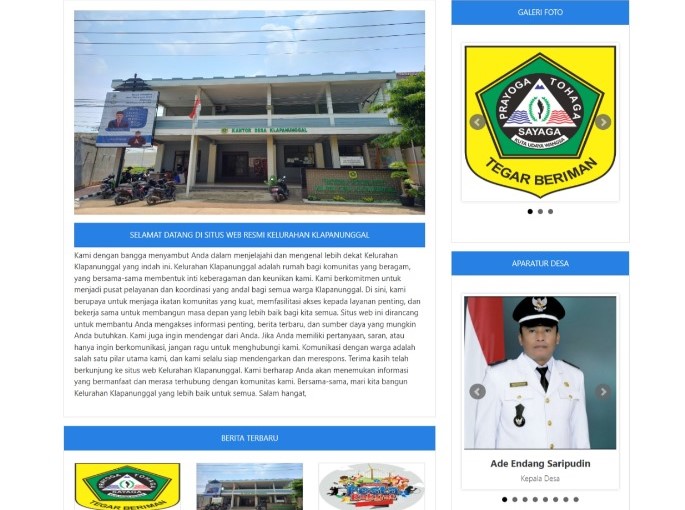 KANTOR DESA KLAPANUNGGAL
SELAMAT DATANG DI SITUS WEB RESMI KELURAHAN KLAPANUNGGAL
Kami dengan bangga menyambut Anda dalam menjelajahi dan mengenal lebih dekat Kelurahan
Klapanunggal yang indah ini. Kelurahan Klapanunggal adalah rumah bagi komunitas yang beragam,
yang bersama-sama membentuk inti keberagaman dan keunikan kami. Kami berkomitmen untuk
menjadi pusat pelayanan dan koordinasi yang andal bagi semua warga Klapanunggal. Di sini, kami
berupaya untuk menjaga ikatan komunitas yang kuat, memfasilitasi akses kepada layanan penting, dan
bekerja sama untuk membangun masa depan yang lebih baik bagi kita semua. Situs web ini dirancang
untuk membantu Anda mengakses informasi penting, berita terbaru, dan sumber daya yang mungkin
Anda butuhkan. Kami juga ingin mendengar dari Anda. Jika Anda memiliki pertanyaan, saran, atau
hanya ingin berkomunikasi, jangan ragu untuk menghubungi kami. Komunikasi dengan warga adalah
salah satu pilar utama kami, dan kami selalu siap mendengarkan dan merespons. Terima kasih telah
berkunjung ke situs web Kelurahan Klapanunggal. Kami berharap Anda akan menemukan informasi
yang bermanfaat dan merasa terhubung dengan komunitas kami. Bersama-sama, mari kita bangun
Kelurahan Klapanunggal yang lebih baik untuk semua. Salam hangat,
BERITA TERBARU
PRAYOGA TOHAGA
SAYAGA
TEGAR BERIMAN
GALERI FOTO
PRAYOGA TOHAGA
SAYAGA
KUTA UDAYA WANGSA
TEGAR BERIMAN
APARATUR DESA
Ade Endang Saripudin
Kepala Desa